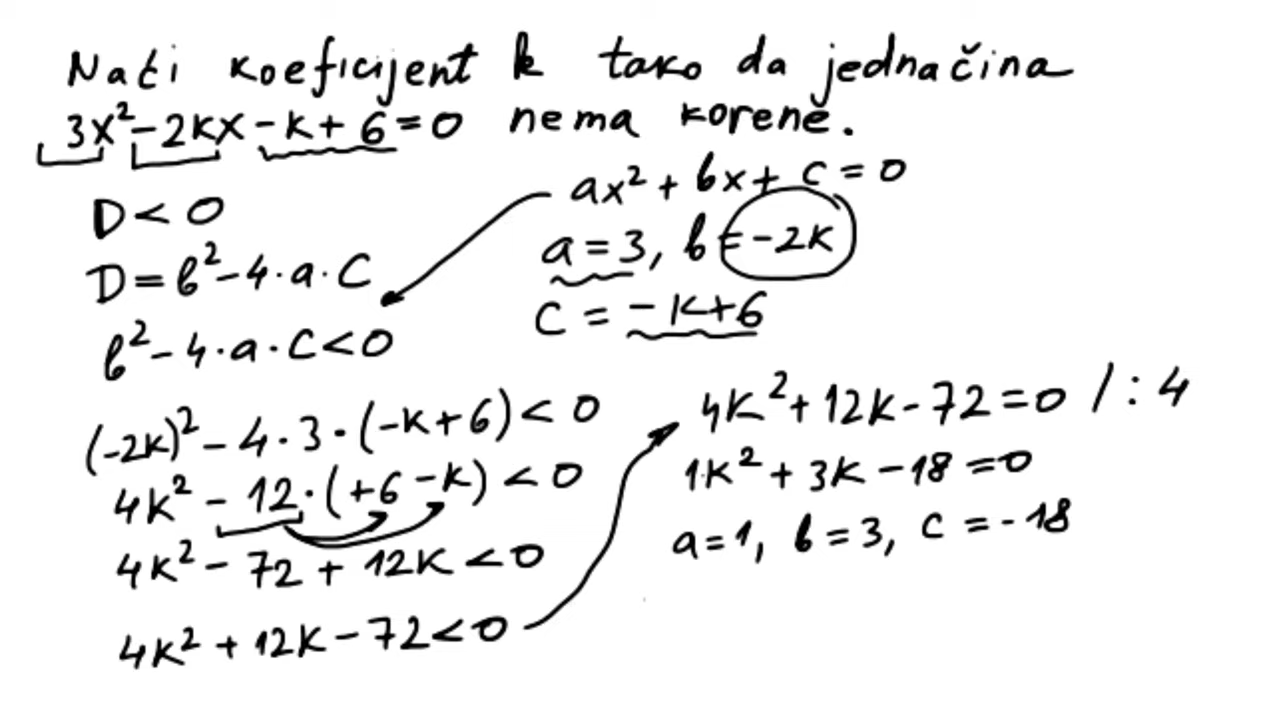 Naći koeficijent k tako da jednačina
3x² - 2kx - k + 6 = 0 nema korene.
D < 0
D = b² - 4·a·c
b² - 4·a·c < 0
(-2k)² - 4·3·(-k+6) < 0
4k² - 12·(+6 -k) < 0
4k² - 72 + 12k < 0
4k² + 12k - 72 < 0
ax² + bx + c = 0
a = 3, b = -2k
c = -k+6
4k² + 12k - 72 = 0 / : 4
1k² + 3k - 18 = 0
a = 1, b = 3, c = -18